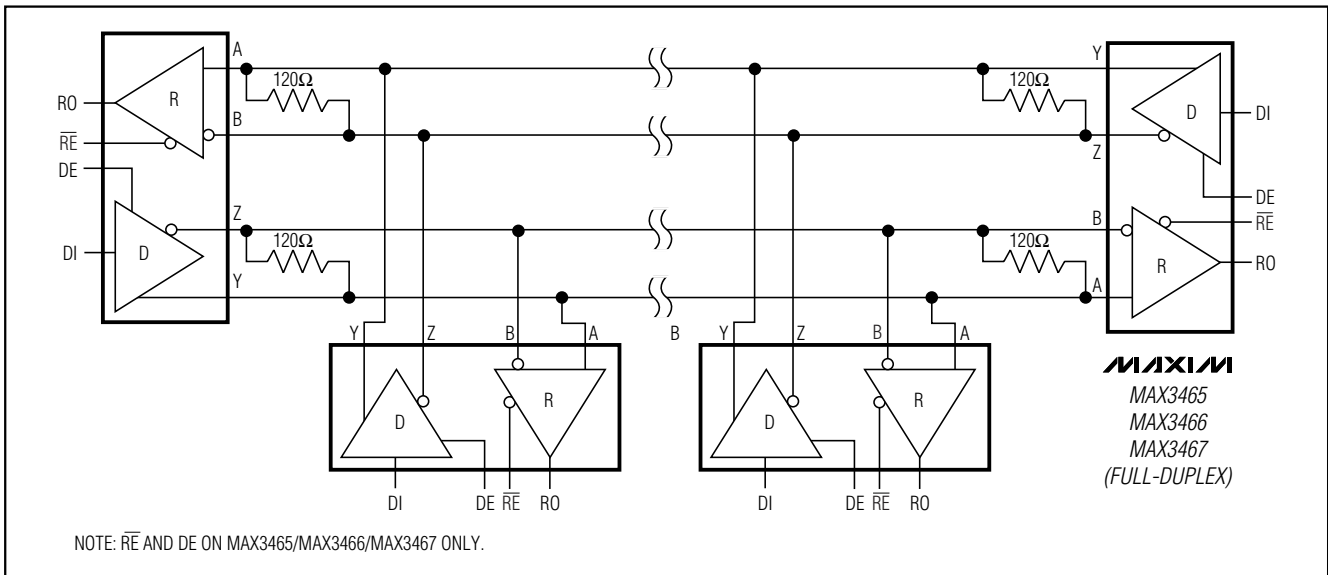 A
Y
120Ω
120Ω
RO
R
D
DI
B
RE
Z
DE
DE
Z
B
RE
120Ω
120Ω
DI
D
R
RO
Y
A
Y
Z
B
A
B
Y
Z
B
A
D
R
D
R
DI
DE
RE
RO
DI
DE
RE
RO
MAXIM
MAX3465
MAX3466
MAX3467
(FULL-DUPLEX)
NOTE: RE AND DE ON MAX3465/MAX3466/MAX3467 ONLY.